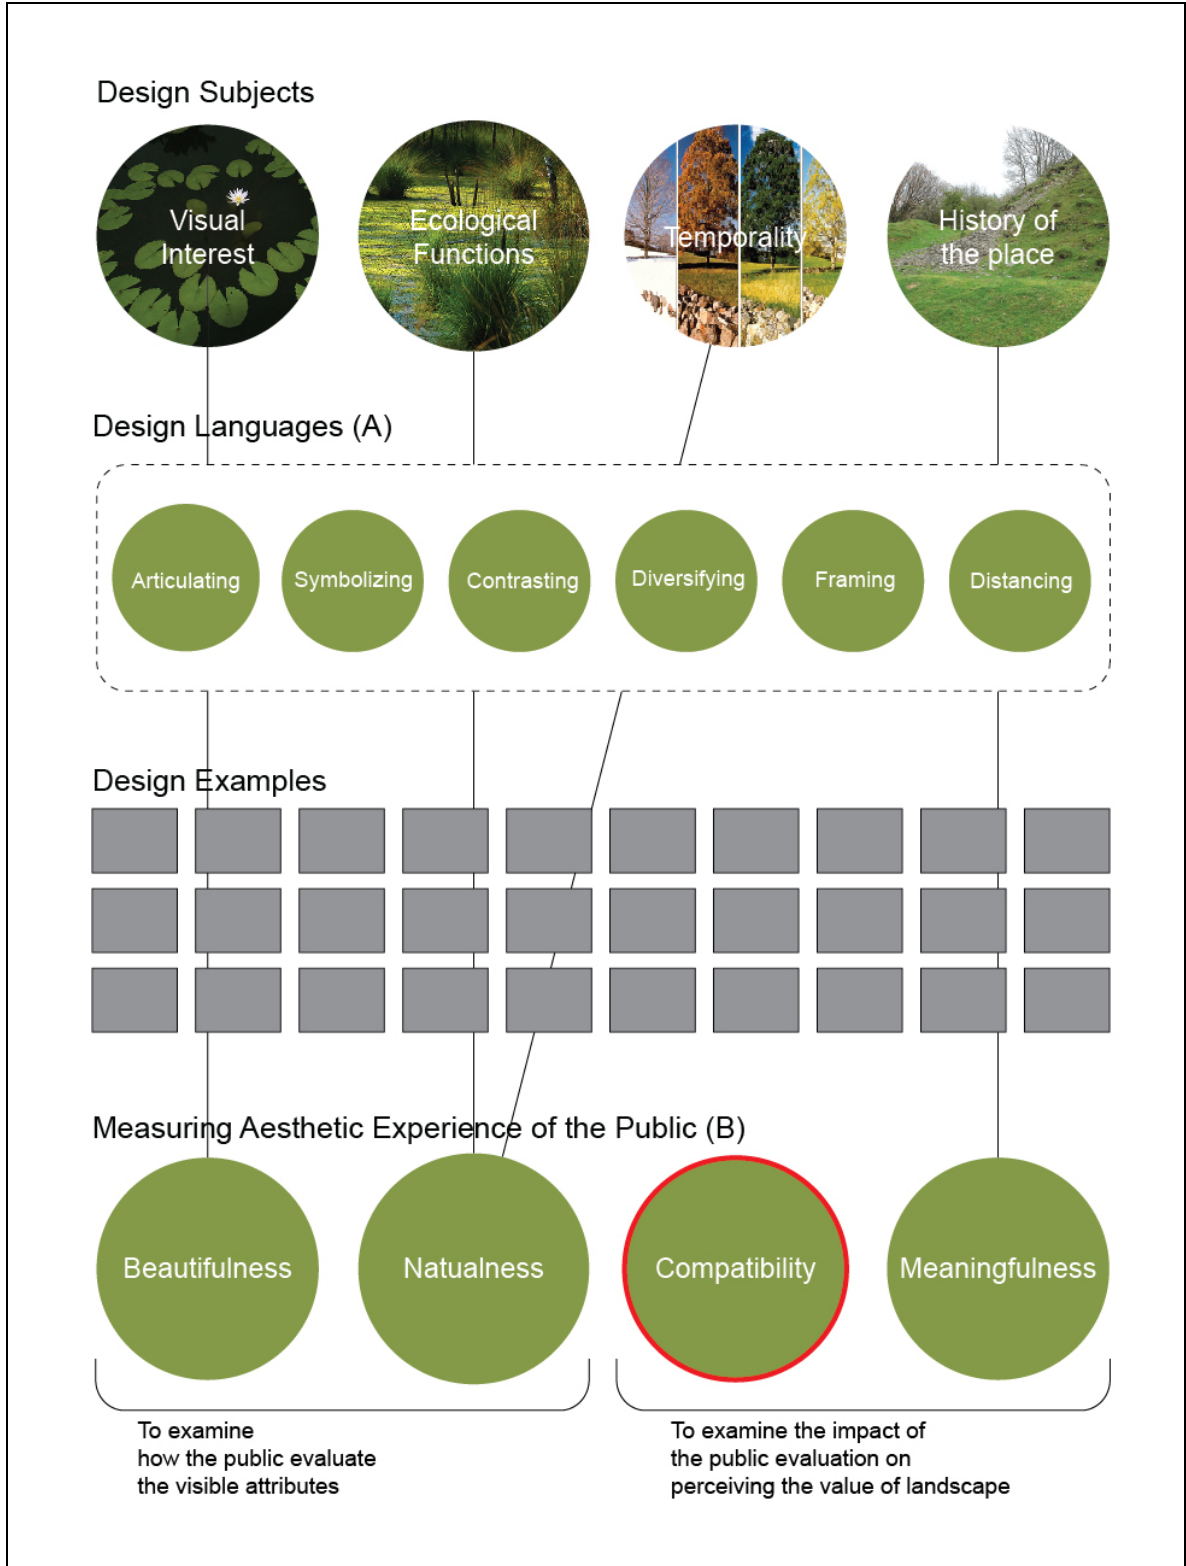 Design Subjects
Visual
Interest
Ecological
Functions
Temporality
History of
the place
Design Languages (A)
Articulating
Symbolizing
Contrasting
Diversifying
Framing
Distancing
Design Examples
Measuring Aesthetic Experience of the Public (B)
Beautifulness
Natualness
Compatibility
Meaningfulness
To examine
how the public evaluate
the visible attributes
To examine the impact of
the public evaluation on
perceiving the value of landscape